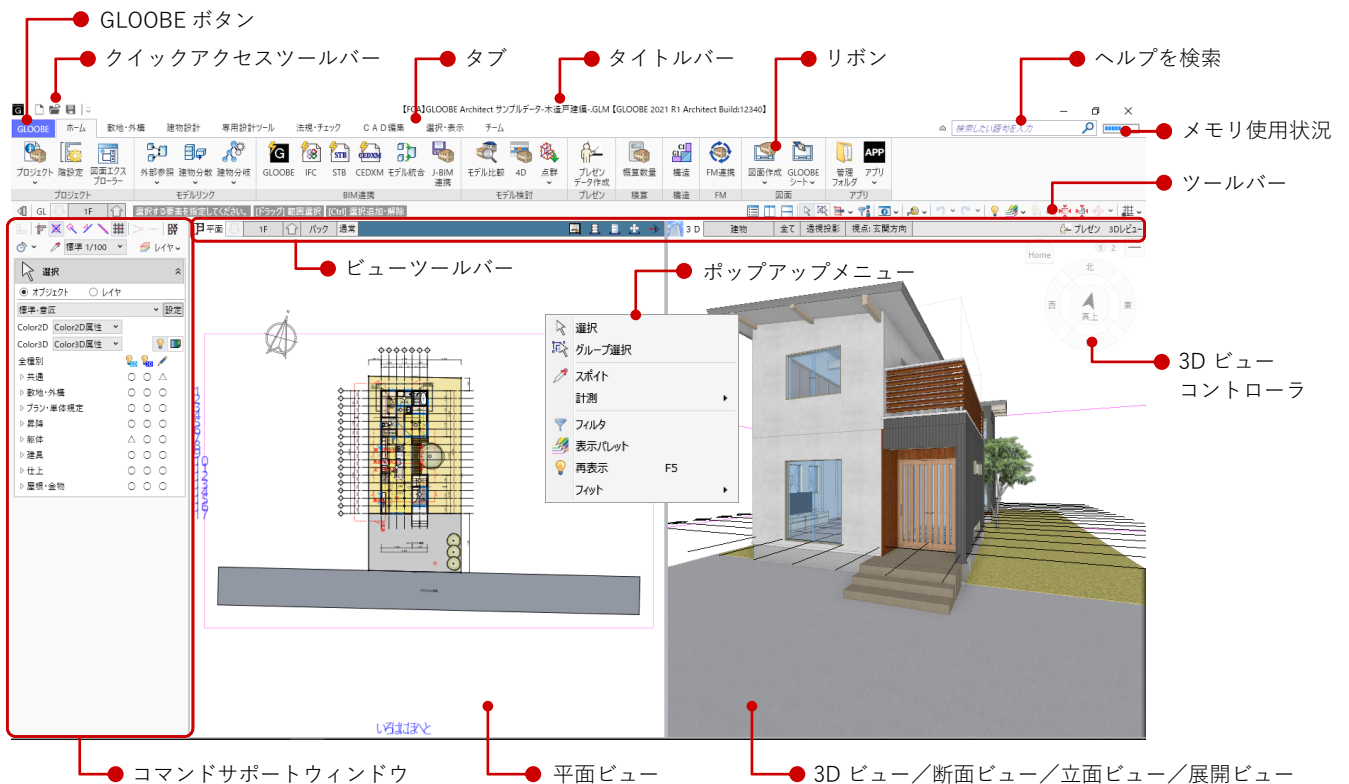 GLOOBE ボタン
クイックアクセスツールバー
タブ
タイトルバー
リボン
ヘルプを検索
【FCA】GLOOBE Architect サンプルデータ-木造戸建編-.GLM 【GLOOBE 2021 R1 Architect Build:12340】
GLOOBE ホーム 敷地・外構 建物設計 専用設計ツール 法規・チェック CAD編集 選択・表示 チーム
検索したい語句を入力
メモリ使用状況
プロジェクト 階設定 図面エクスプローラー 外部参照 建物分散 建物分岐 GLOOBE IFC STB CEDXM モデル統合 J-BIM連携 モデル比較 4D 点群 プレゼンデータ作成 概算数量 構造 FM連携 図面作成 GLOOBEシート 管理フォルダ アプリ
プロジェクト モデルリンク BIM連携 モデル検討 プレゼン 積算 構造 FM 図面 アプリ
ツールバー
GL 1F 選択する要素を指定してください。 [ドラッグ] 範囲選択 [Ctrl] 選択追加・解除
平面 1F バック 通常
3D 建物 全て 透視投影 視点: 玄関方向 プレゼン 3Dビュー
標準 1/100 レイヤ
ビューツールバー
ポップアップメニュー
Home
1 2
北
西
東
真上
選択
オブジェクト レイヤ
標準-意匠 設定
Color2D Color2D属性
Color3D Color3D属性
全種別
共通
敷地・外構
プラン・単体規定
昇降
躯体
建具
仕上
屋根・金物
選択
グループ選択
スポイト
計測
フィルタ
表示パレット
再表示 F5
フィット
3D ビュー
コントローラ
いろはにほへと
コマンドサポートウィンドウ
平面ビュー
3D ビュー／断面ビュー／立面ビュー／展開ビュー